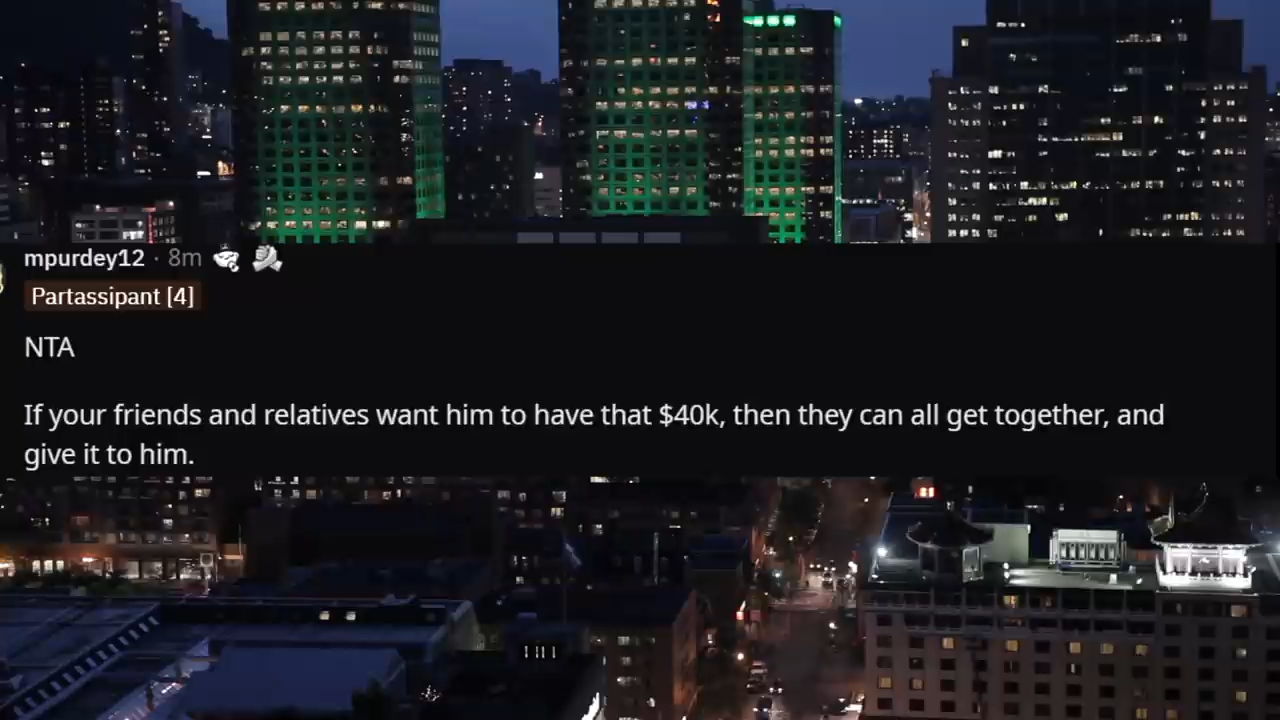 mpurdey12 · 8m
Partassipant [4]
NTA
If your friends and relatives want him to have that $40k, then they can all get together, and
give it to him.